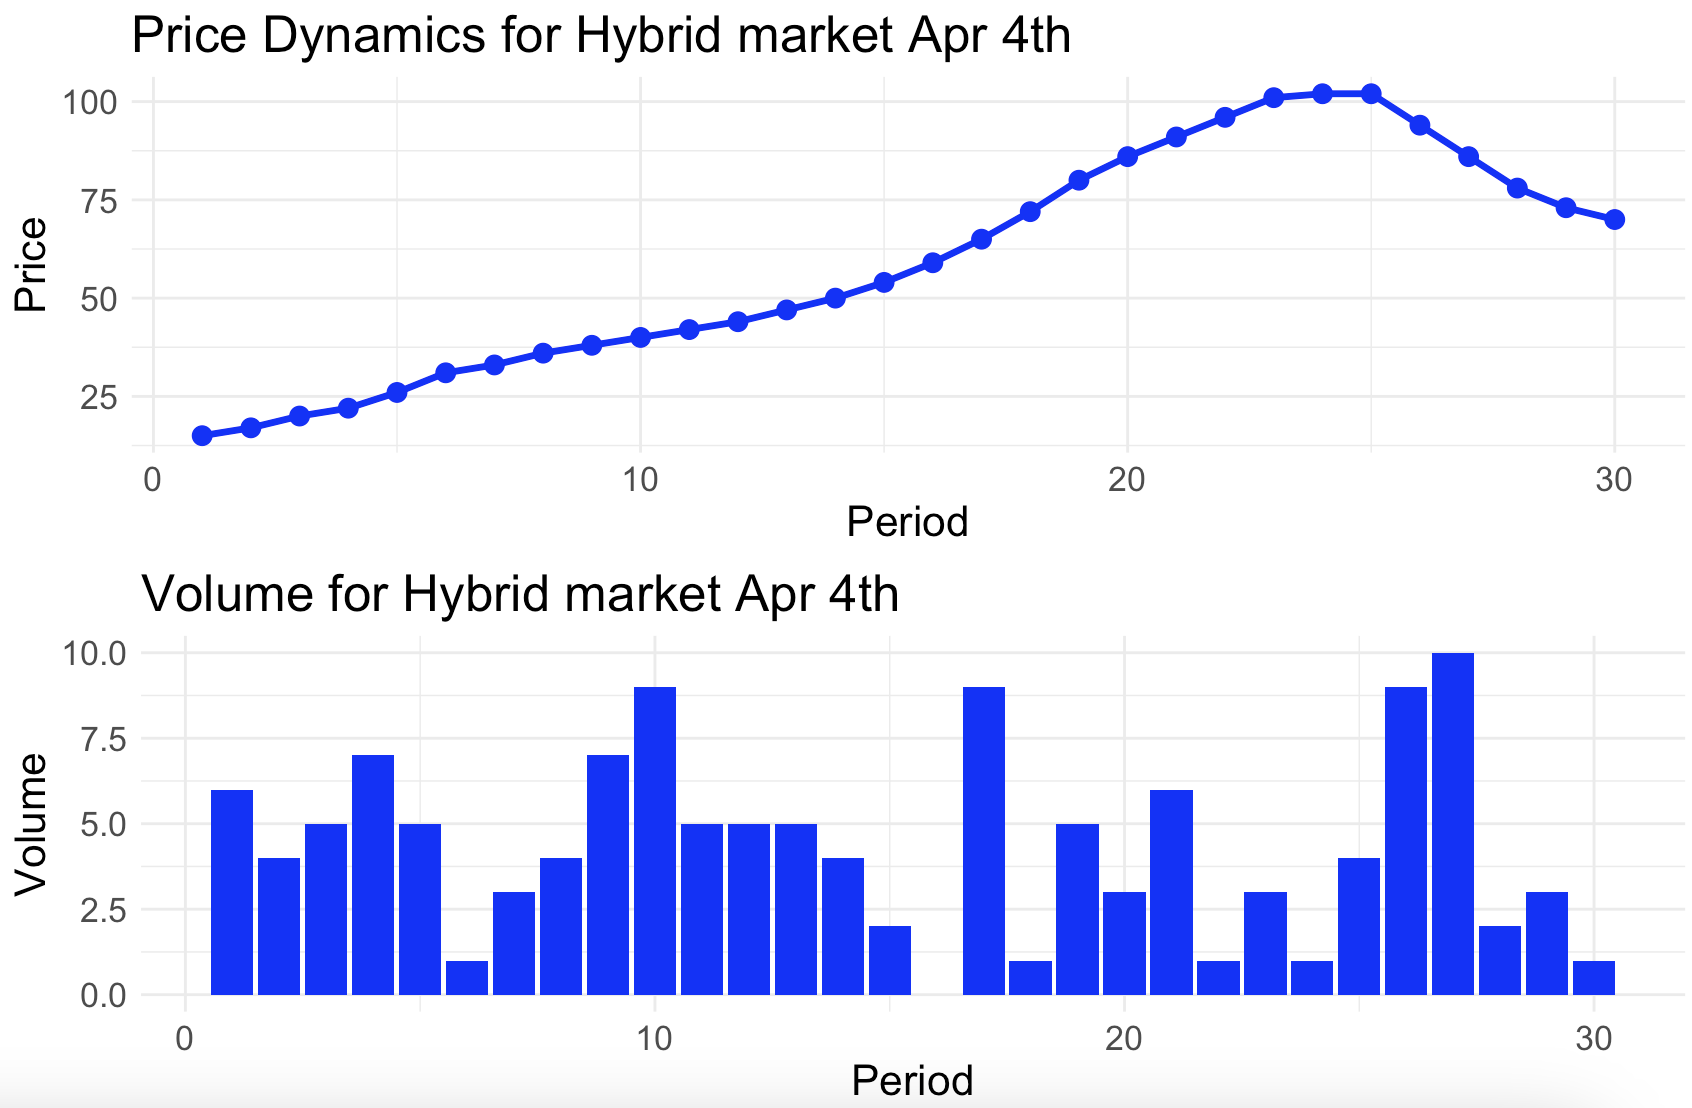 Price Dynamics for Hybrid market Apr 4th
100
75
50
25
Price
0 10 20 30
Period
Volume for Hybrid market Apr 4th
10.0
7.5
5.0
2.5
0.0
Volume
0 10 20 30
Period